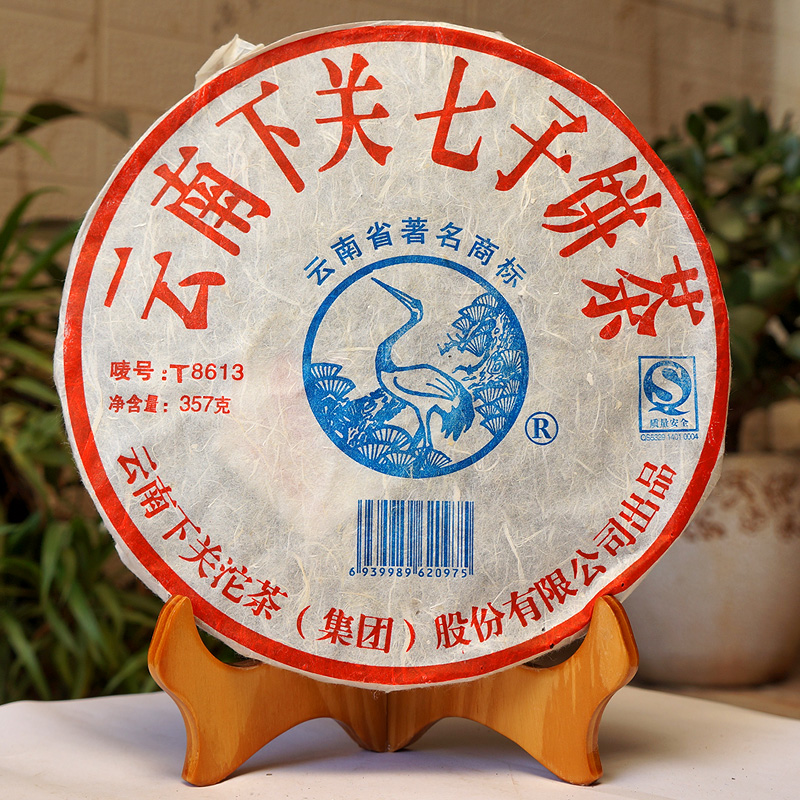 云南下关七子饼茶
云南省著名商标
唛号:T8613
净含量: 357克
®
质量安全
QS5329 1401 0004
6 939989 620975
云南下关沱茶(集团)股份有限公司出品